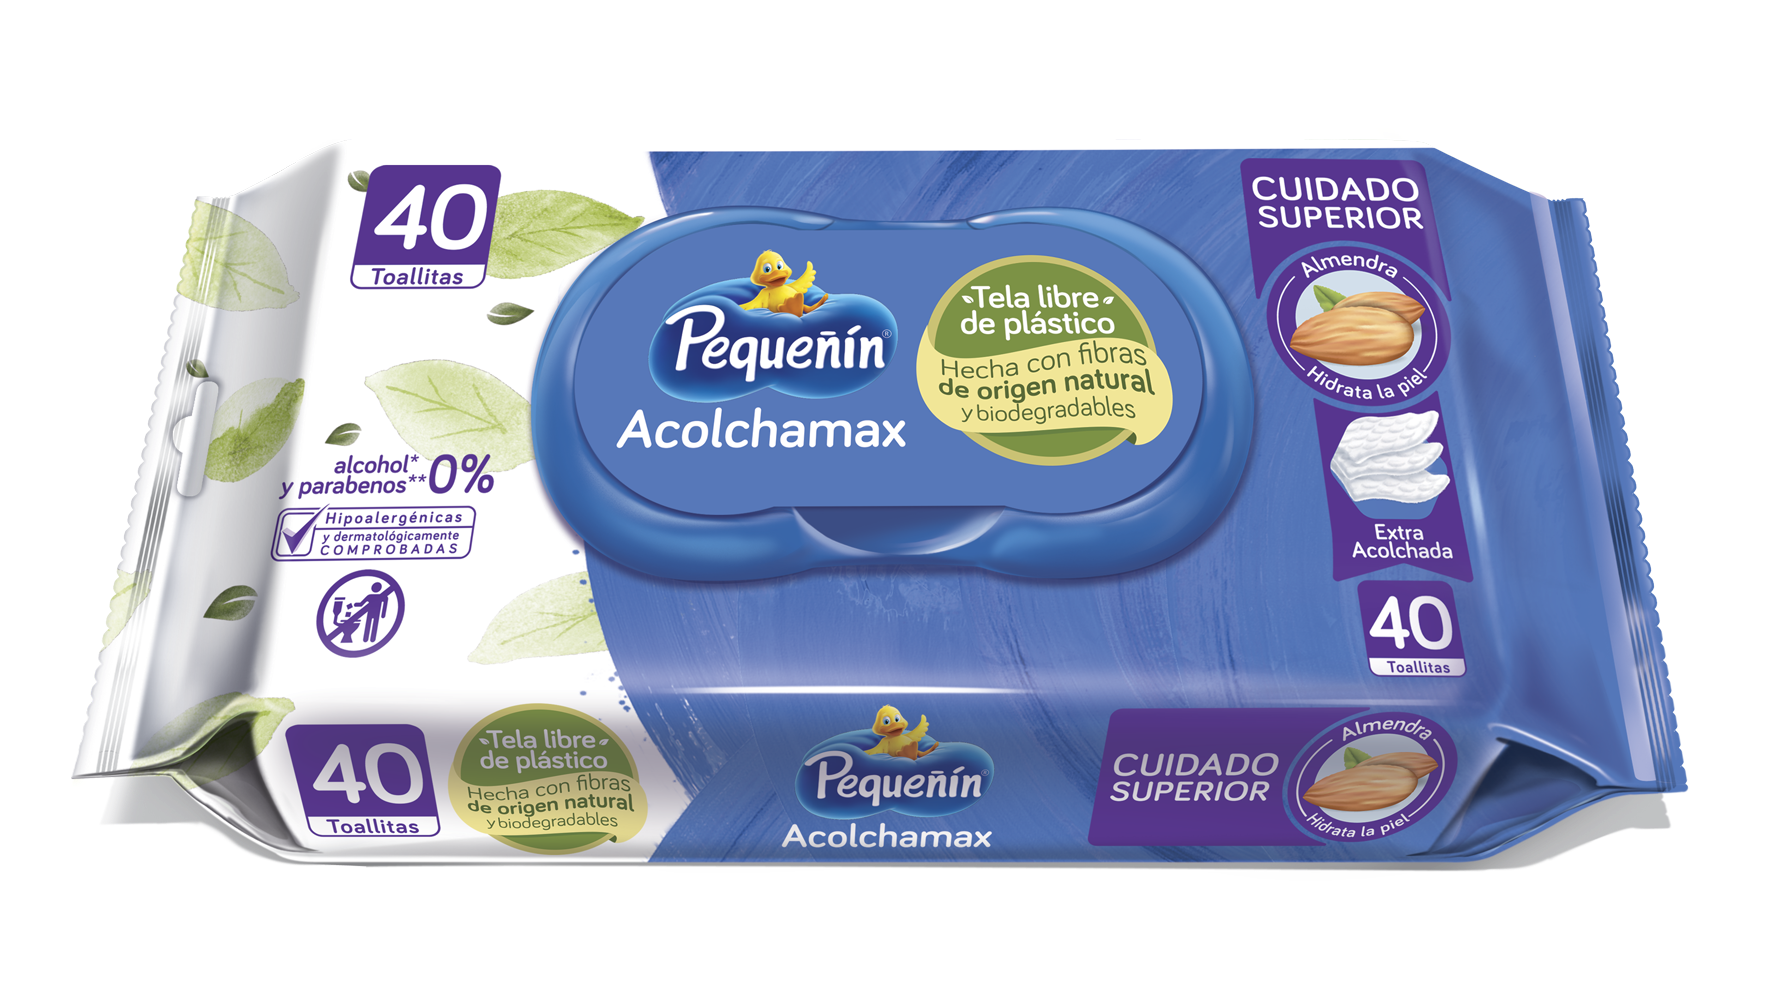 40
Toallitas
alcohol*
y parabenos** 0%
Hipoalergénicas
y dermatológicamente
COMPROBADAS
Pequeñín®
Acolchamax
Tela libre
de plástico
Hecha con fibras
de origen natural
y biodegradables
CUIDADO
SUPERIOR
Almendra
Hidrata la piel
Extra
Acolchada
40
Toallitas
40
Toallitas
Tela libre
de plástico
Hecha con fibras
de origen natural
y biodegradables
Pequeñín®
Acolchamax
CUIDADO
SUPERIOR
Almendra
Hidrata la piel